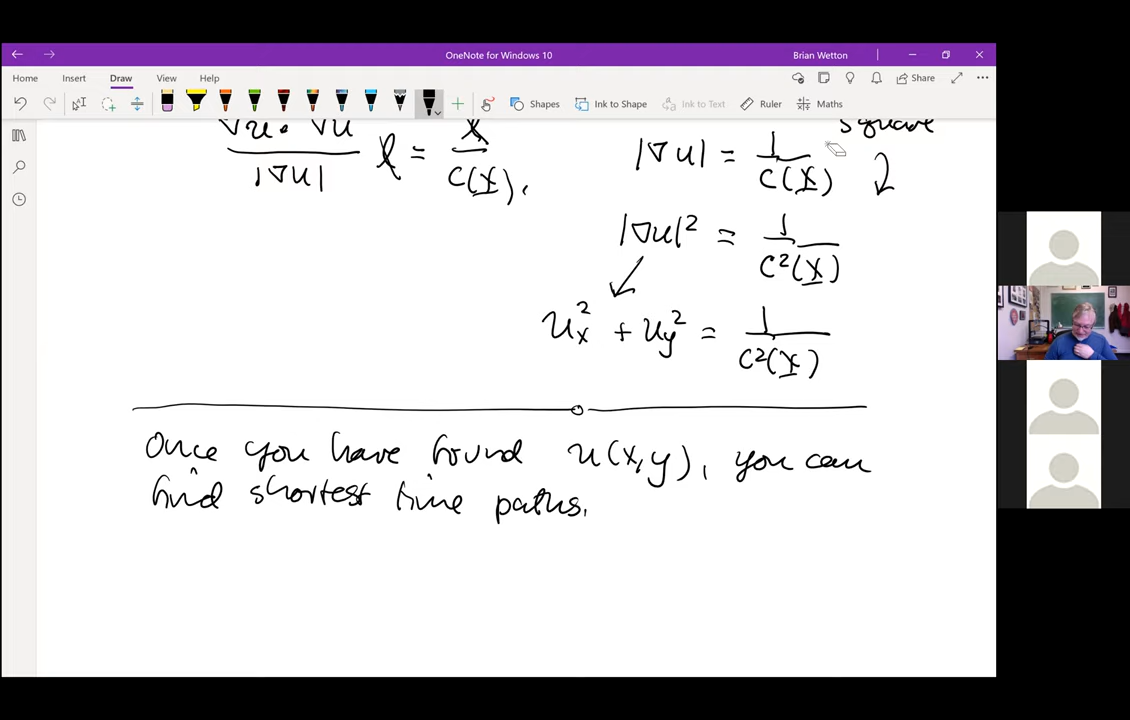 OneNote for Windows 10
Brian Wetton
Home Insert Draw View Help
Share
Shapes Ink to Shape Ink to Text Ruler Maths
∇u · ∇u / |∇u| ℓ = ℓ / C(x),
square
|∇u| = 1 / C(x)
|∇u|² = 1 / C²(x)
u_x² + u_y² = 1 / C²(x)
Once you have found u(x,y), you can
find shortest time paths.